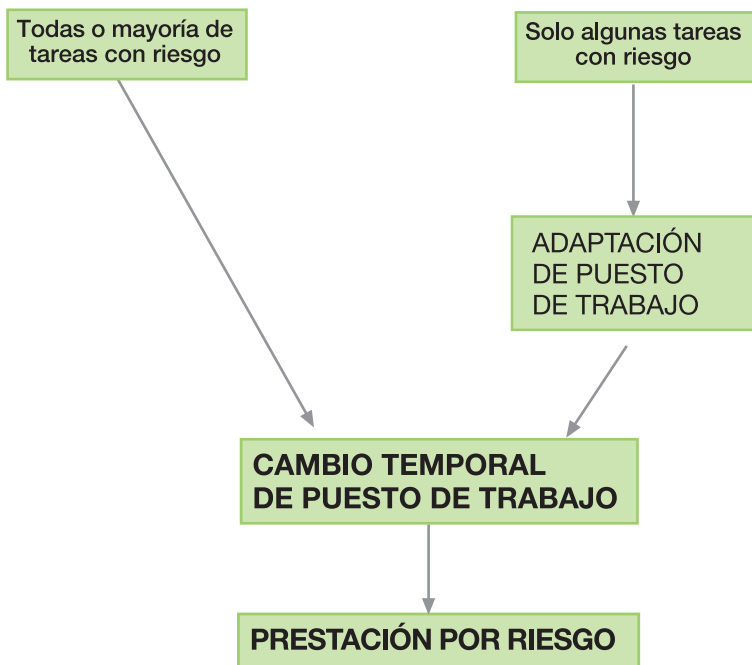 Todas o mayoría de
tareas con riesgo
Solo algunas tareas
con riesgo
ADAPTACIÓN
DE PUESTO
DE TRABAJO
CAMBIO TEMPORAL
DE PUESTO DE TRABAJO
PRESTACIÓN POR RIESGO